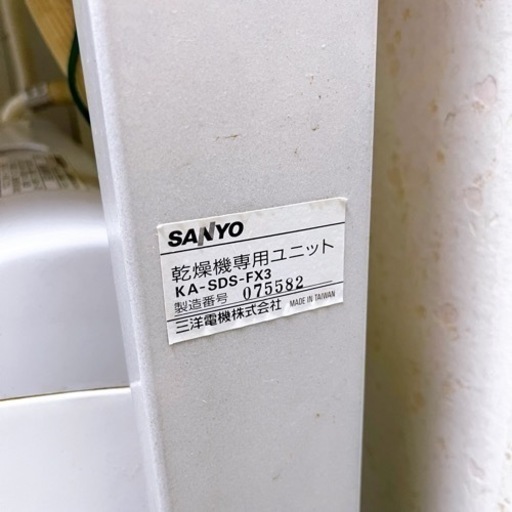 SANYO
乾燥機専用ユニット
KA-SDS-FX3
製造番号 075582
三洋電機株式会社 MADE IN TAIWAN